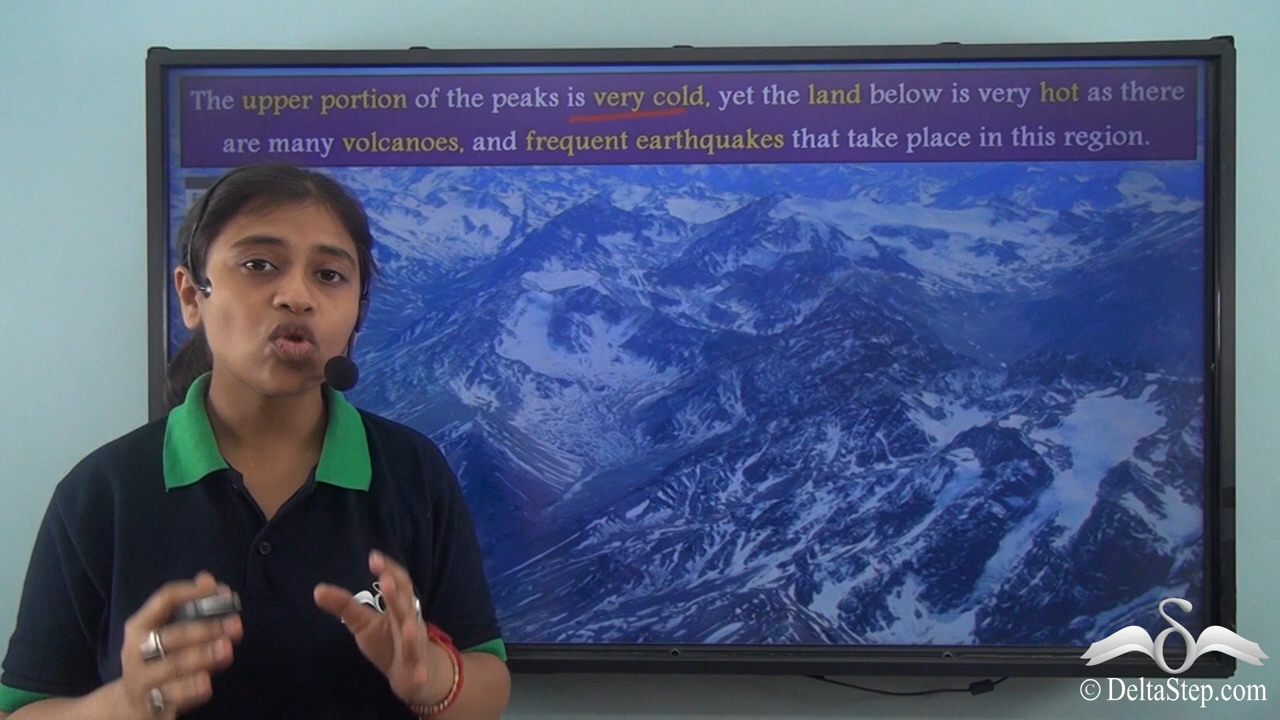 The upper portion of the peaks is very cold, yet the land below is very hot as there
are many volcanoes, and frequent earthquakes that take place in this region.
© DeltaStep.com